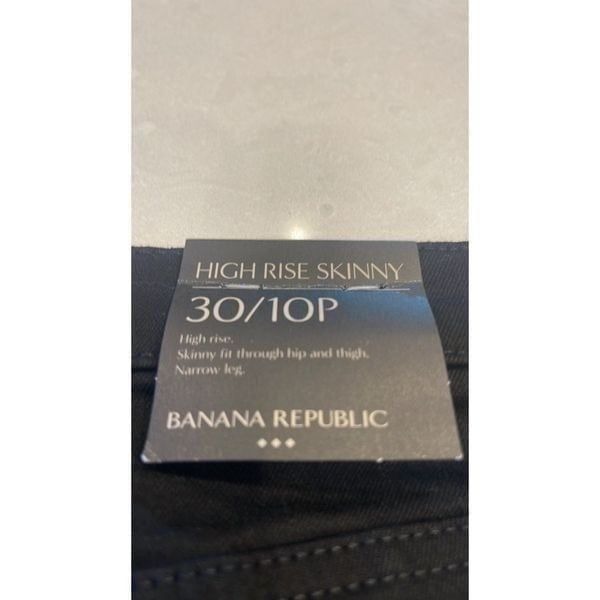 HIGH RISE SKINNY
30/10P
High rise.
Skinny fit through hip and thigh.
Narrow leg.
BANANA REPUBLIC